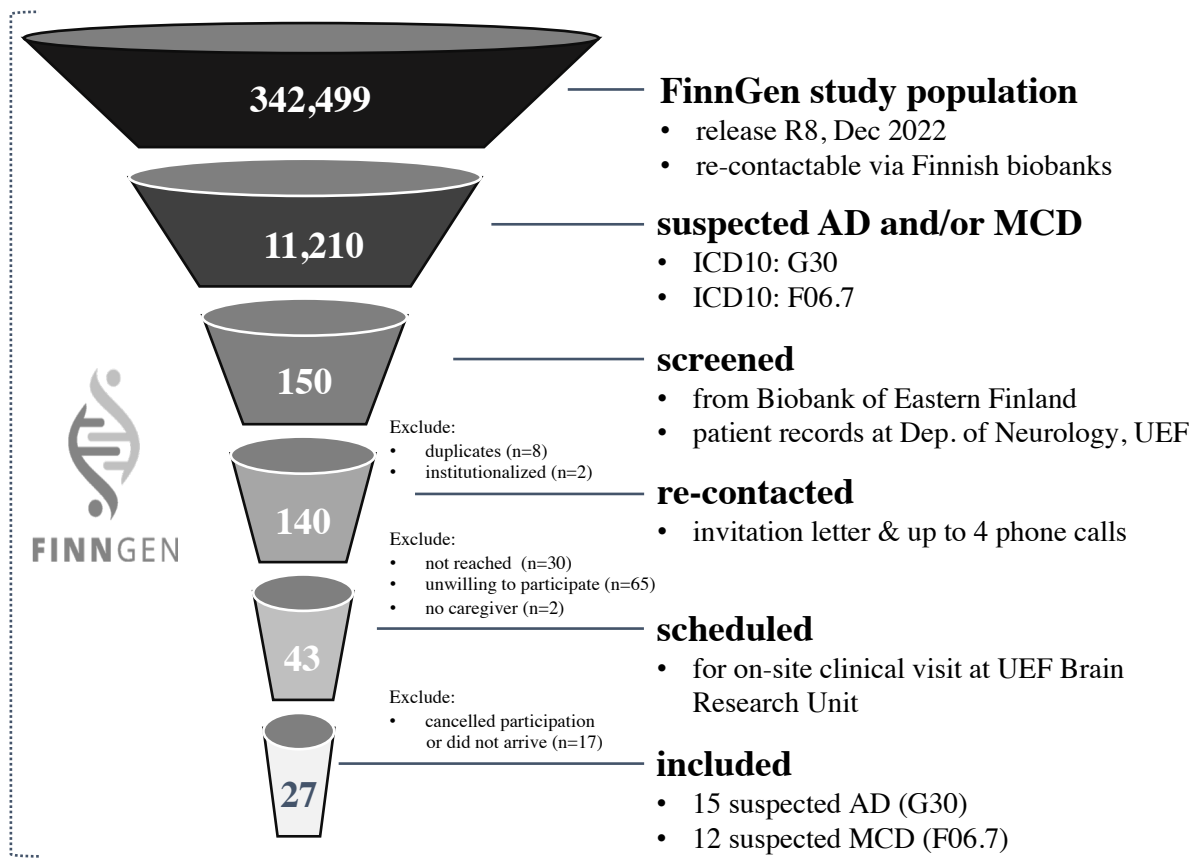 342,499
FinnGen study population
• release R8, Dec 2022
• re-contactable via Finnish biobanks
11,210
suspected AD and/or MCD
• ICD10: G30
• ICD10: F06.7
150
screened
• from Biobank of Eastern Finland
• patient records at Dep. of Neurology, UEF
Exclude:
• duplicates (n=8)
• institutionalized (n=2)
140
re-contacted
• invitation letter & up to 4 phone calls
FINNGEN
Exclude:
• not reached (n=30)
• unwilling to participate (n=65)
• no caregiver (n=2)
43
scheduled
• for on-site clinical visit at UEF Brain
Research Unit
Exclude:
• cancelled participation
or did not arrive (n=17)
27
included
• 15 suspected AD (G30)
• 12 suspected MCD (F06.7)